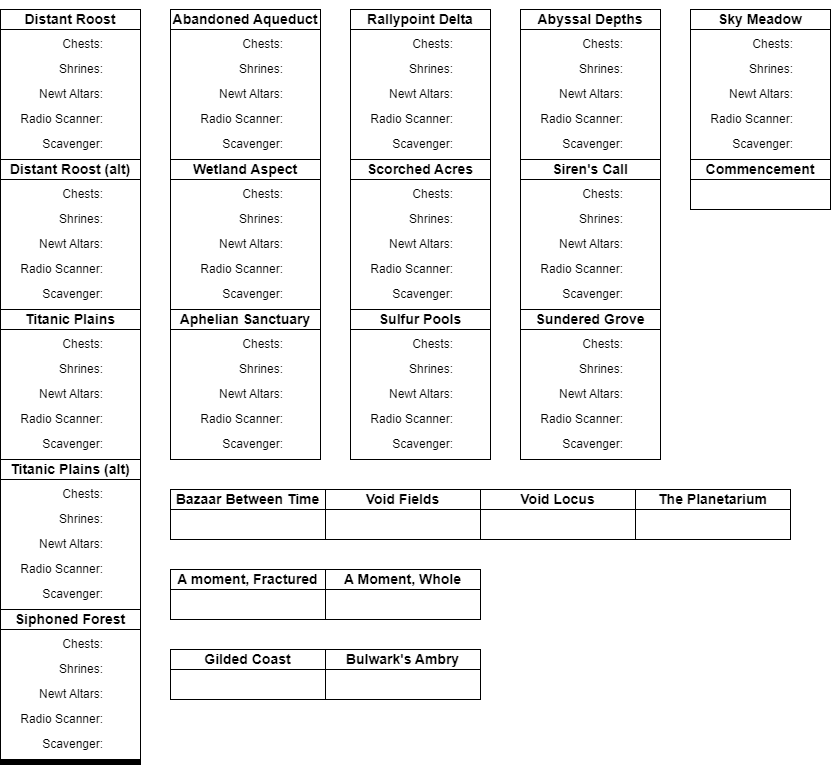 Distant Roost
Chests:
Shrines:
Newt Altars:
Radio Scanner:
Scavenger:
Distant Roost (alt)
Chests:
Shrines:
Newt Altars:
Radio Scanner:
Scavenger:
Titanic Plains
Chests:
Shrines:
Newt Altars:
Radio Scanner:
Scavenger:
Titanic Plains (alt)
Chests:
Shrines:
Newt Altars:
Radio Scanner:
Scavenger:
Siphoned Forest
Chests:
Shrines:
Newt Altars:
Radio Scanner:
Scavenger:
Abandoned Aqueduct
Chests:
Shrines:
Newt Altars:
Radio Scanner:
Scavenger:
Wetland Aspect
Chests:
Shrines:
Newt Altars:
Radio Scanner:
Scavenger:
Aphelian Sanctuary
Chests:
Shrines:
Newt Altars:
Radio Scanner:
Scavenger:
Rallypoint Delta
Chests:
Shrines:
Newt Altars:
Radio Scanner:
Scavenger:
Scorched Acres
Chests:
Shrines:
Newt Altars:
Radio Scanner:
Scavenger:
Sulfur Pools
Chests:
Shrines:
Newt Altars:
Radio Scanner:
Scavenger:
Abyssal Depths
Chests:
Shrines:
Newt Altars:
Radio Scanner:
Scavenger:
Siren's Call
Chests:
Shrines:
Newt Altars:
Radio Scanner:
Scavenger:
Sundered Grove
Chests:
Shrines:
Newt Altars:
Radio Scanner:
Scavenger:
Sky Meadow
Chests:
Shrines:
Newt Altars:
Radio Scanner:
Scavenger:
Commencement
Bazaar Between Time
Void Fields
Void Locus
The Planetarium
A moment, Fractured
A Moment, Whole
Gilded Coast
Bulwark's Ambry